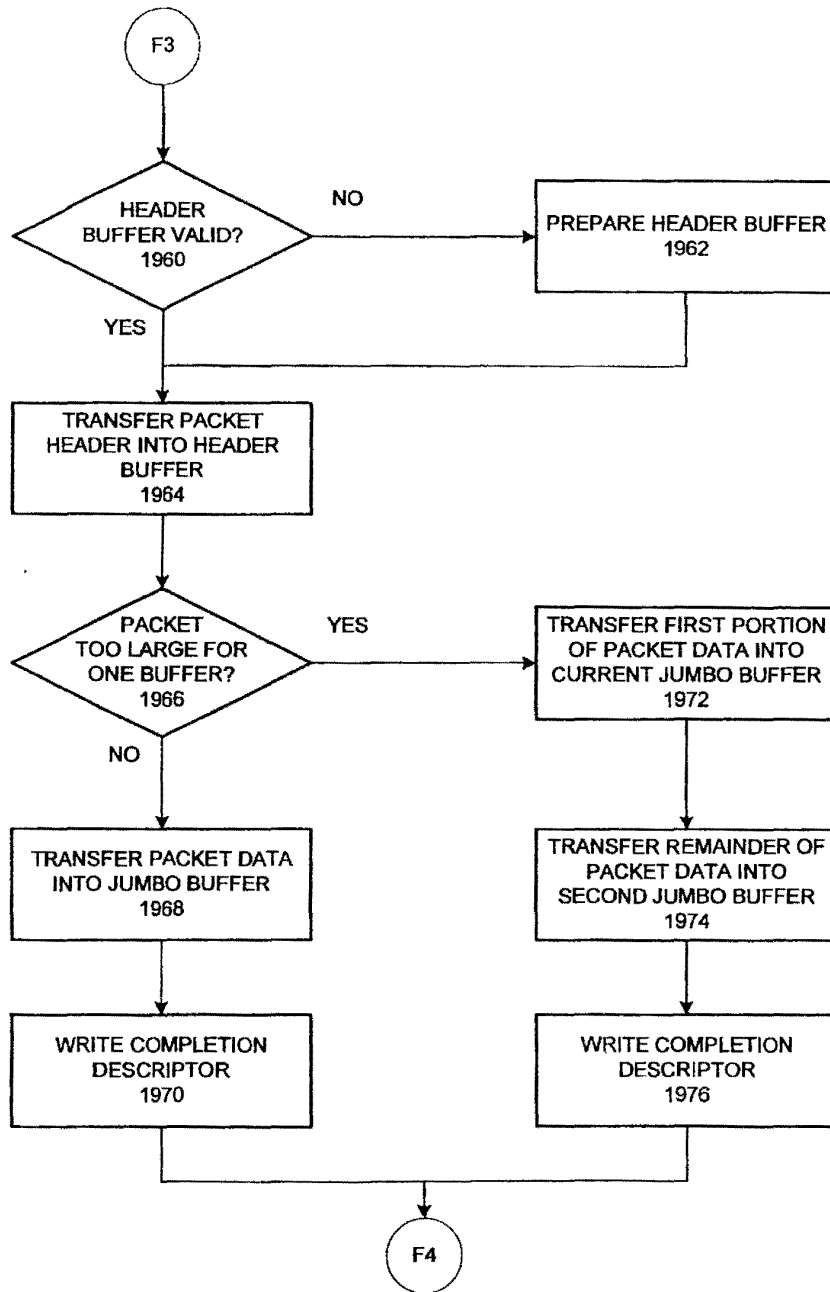 F3
HEADER
BUFFER VALID?
1960
NO
PREPARE HEADER BUFFER
1962
YES
TRANSFER PACKET
HEADER INTO HEADER
BUFFER
1964
PACKET
TOO LARGE FOR
ONE BUFFER?
1966
YES
TRANSFER FIRST PORTION
OF PACKET DATA INTO
CURRENT JUMBO BUFFER
1972
NO
TRANSFER PACKET DATA
INTO JUMBO BUFFER
1968
TRANSFER REMAINDER OF
PACKET DATA INTO
SECOND JUMBO BUFFER
1974
WRITE COMPLETION
DESCRIPTOR
1970
WRITE COMPLETION
DESCRIPTOR
1976
F4